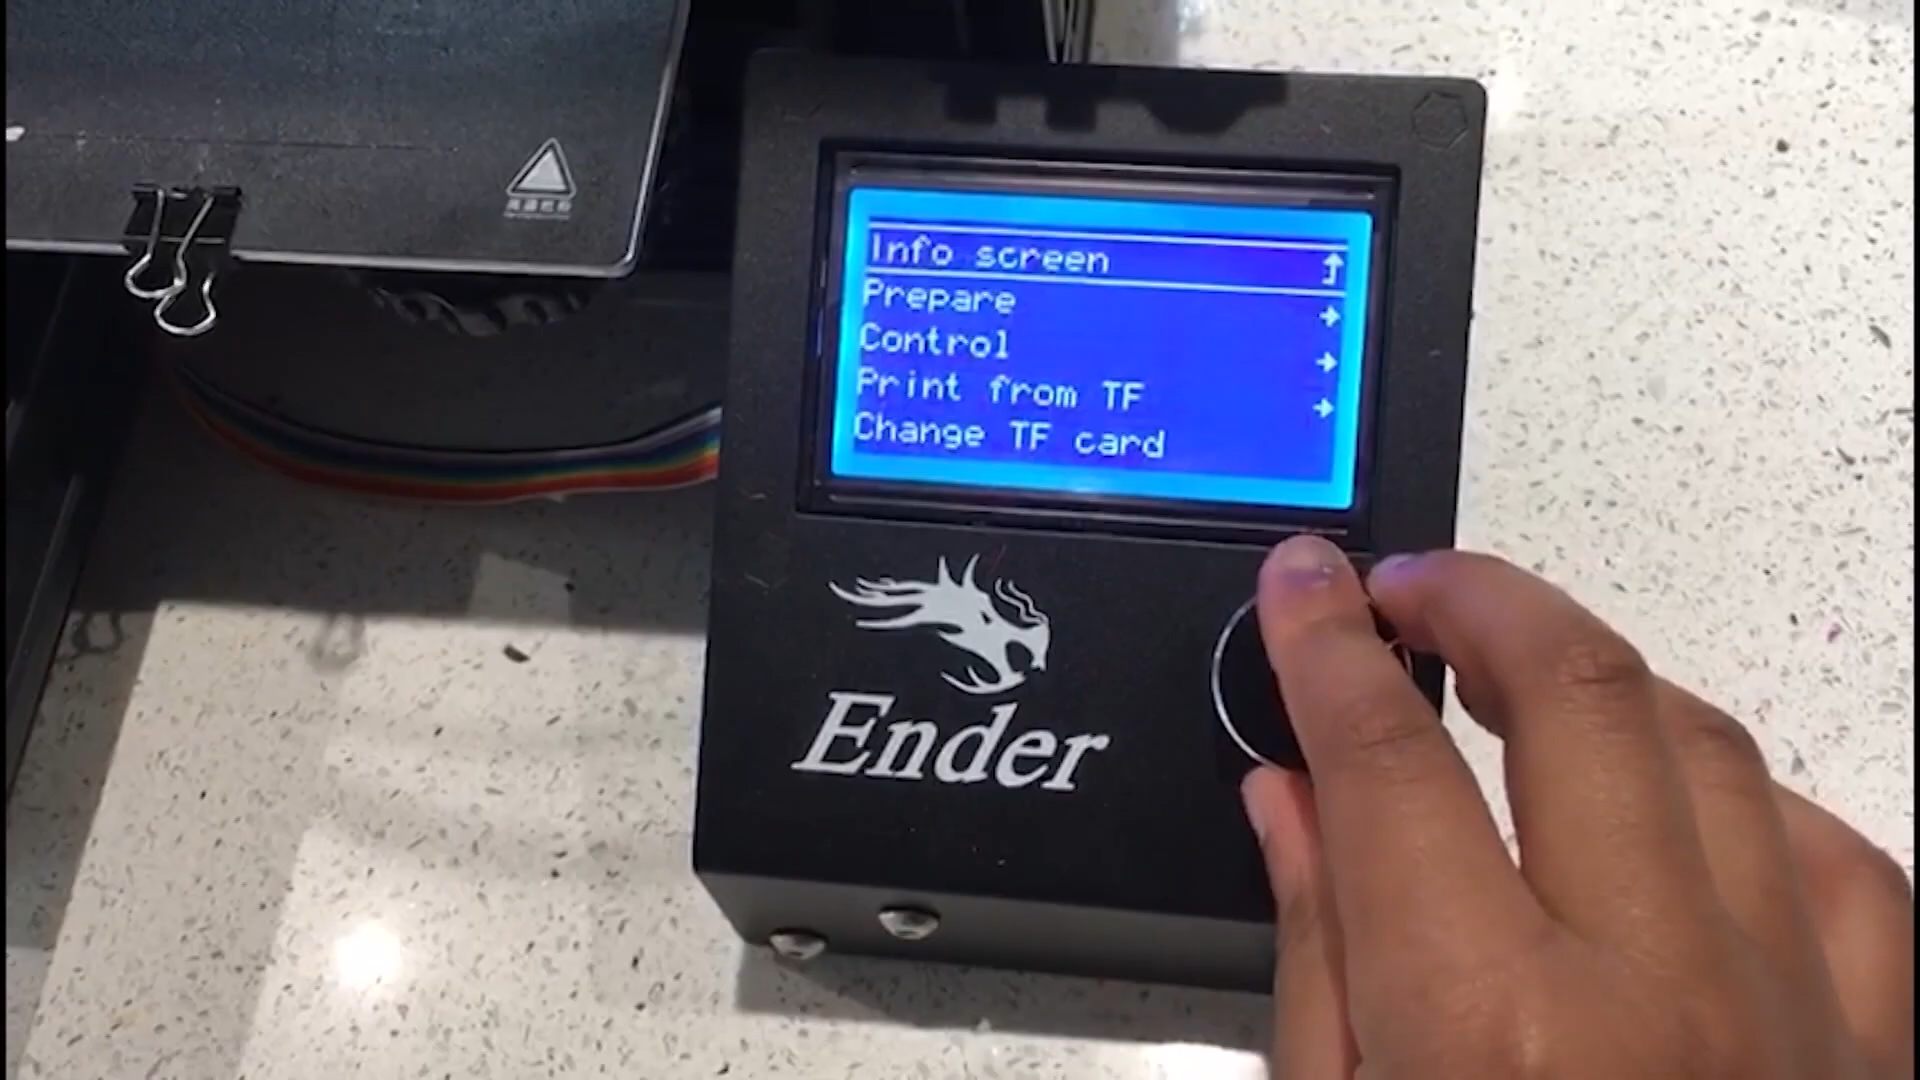 Info screen
Prepare
Control
Print from TF
Change TF card
Ender